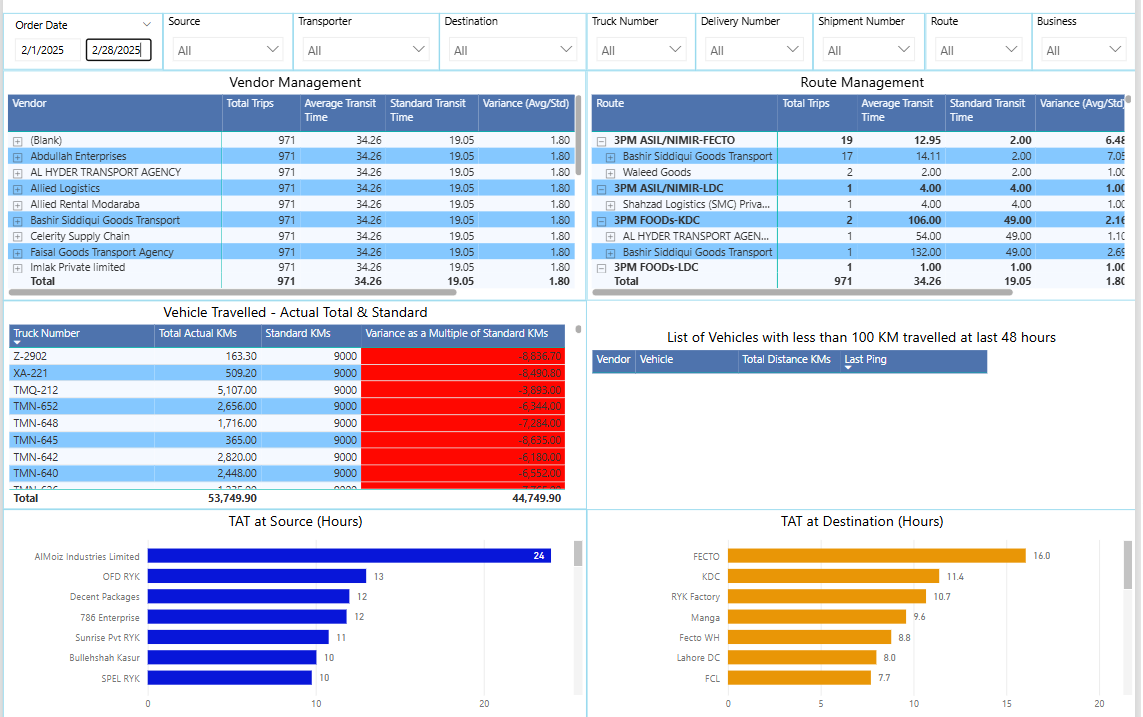 Order Date
Source
Transporter
Destination
Truck Number
Delivery Number
Shipment Number
Route
Business
2/1/2025
2/28/2025
All
All
All
All
All
All
All
All
Vendor Management
Vendor Total Trips Average Transit Time Standard Transit Time Variance (Avg/Std)
(Blank) 971 34.26 19.05 1.80
Abdullah Enterprises 971 34.26 19.05 1.80
AL HYDER TRANSPORT AGENCY 971 34.26 19.05 1.80
Allied Logistics 971 34.26 19.05 1.80
Allied Rental Modaraba 971 34.26 19.05 1.80
Bashir Siddiqui Goods Transport 971 34.26 19.05 1.80
Celerity Supply Chain 971 34.26 19.05 1.80
Faisal Goods Transport Agency 971 34.26 19.05 1.80
Imlak Private limited 971 34.26 19.05 1.80
Total 971 34.26 19.05 1.80
Route Management
Route Total Trips Average Transit Time Standard Transit Time Variance (Avg/Std)
3PM ASIL/NIMIR-FECTO 19 12.95 2.00 6.48
Bashir Siddiqui Goods Transport 17 14.11 2.00 7.05
Waleed Goods 2 2.00 2.00 1.00
3PM ASIL/NIMIR-LDC 1 4.00 4.00 1.00
Shahzad Logistics (SMC) Priva... 1 4.00 4.00 1.00
3PM FOODs-KDC 2 106.00 49.00 2.16
AL HYDER TRANSPORT AGEN... 1 54.00 49.00 1.10
Bashir Siddiqui Goods Transport 1 132.00 49.00 2.69
3PM FOODs-LDC 1 1.00 1.00 1.00
Total 971 34.26 19.05 1.80
Vehicle Travelled - Actual Total & Standard
Truck Number Total Actual KMs Standard KMs Variance as a Multiple of Standard KMs
Z-2902 163.30 9000 -8,836.70
XA-221 509.20 9000 -8,490.80
TMQ-212 5,107.00 9000 -3,893.00
TMN-652 2,656.00 9000 -6,344.00
TMN-648 1,716.00 9000 -7,284.00
TMN-645 365.00 9000 -8,635.00
TMN-642 2,820.00 9000 -6,180.00
TMN-640 2,448.00 9000 -6,552.00
Total 53,749.90 44,749.90
List of Vehicles with less than 100 KM travelled at last 48 hours
Vendor Vehicle Total Distance KMs Last Ping
TAT at Source (Hours)
AlMoiz Industries Limited 24
OFD RYK 13
Decent Packages 12
786 Enterprise 12
Sunrise Pvt RYK 11
Bullehshah Kasur 10
SPEL RYK 10
0 10 20
TAT at Destination (Hours)
FECTO 16.0
KDC 11.4
RYK Factory 10.7
Manga 9.6
Fecto WH 8.8
Lahore DC 8.0
FCL 7.7
0 5 10 15 20